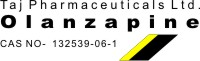 Taj Pharmaceuticals Ltd.
Olanzapine
CAS NO- 132539-06-1